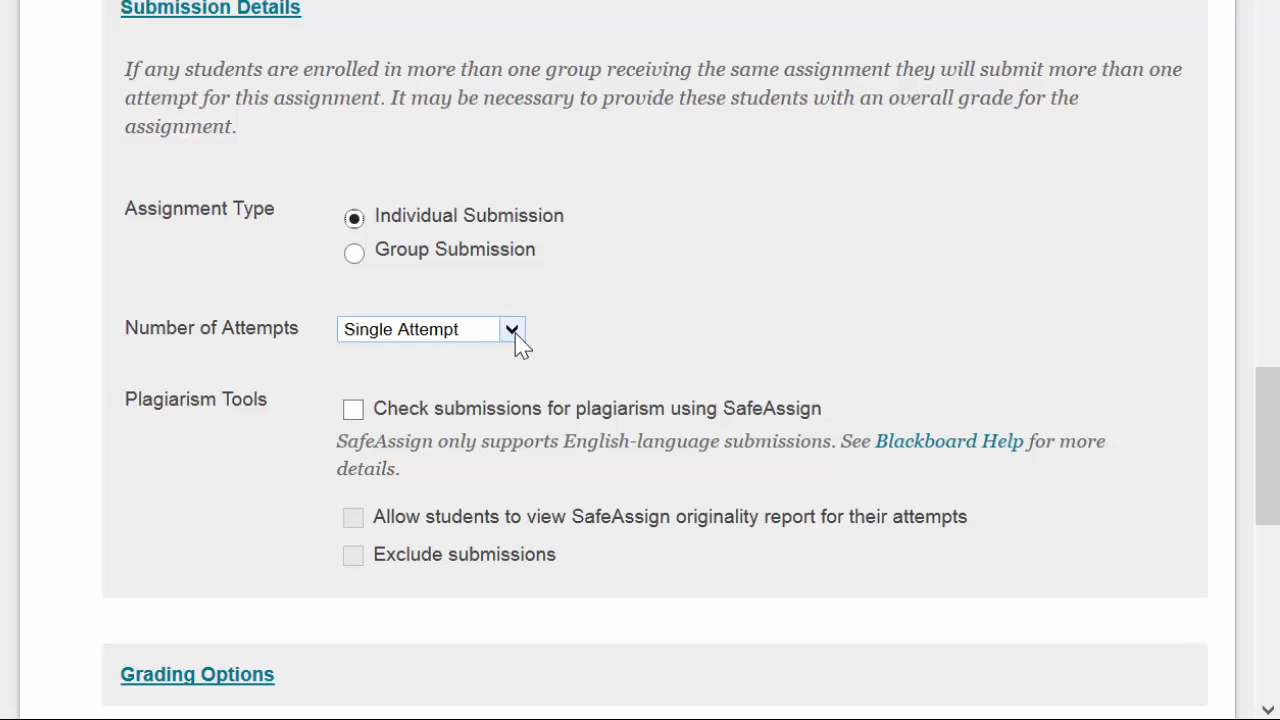 Submission Details
If any students are enrolled in more than one group receiving the same assignment they will submit more than one
attempt for this assignment. It may be necessary to provide these students with an overall grade for the
assignment.
Assignment Type
Individual Submission
Group Submission
Number of Attempts
Single Attempt
Plagiarism Tools
Check submissions for plagiarism using SafeAssign
SafeAssign only supports English-language submissions. See Blackboard Help for more
details.
Allow students to view SafeAssign originality report for their attempts
Exclude submissions
Grading Options